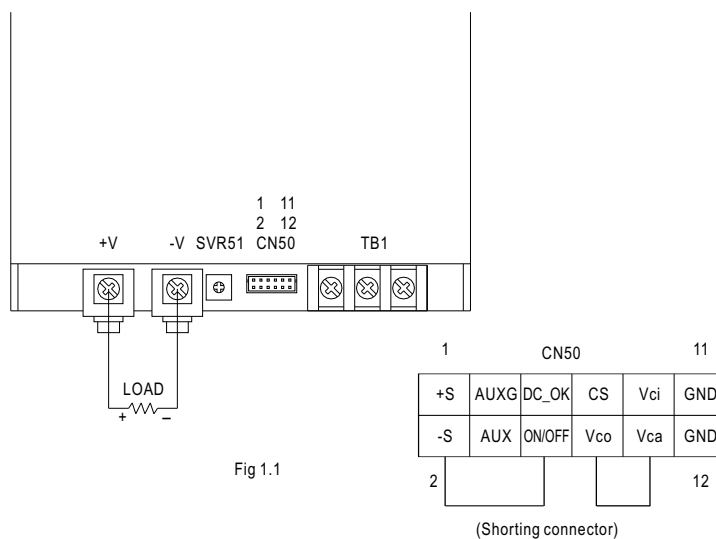 1 11
2 12
+V -V SVR51 CN50 TB1
LOAD
+ –
Fig 1.1
1 CN50 11
+S AUXG DC_OK CS Vci GND
-S AUX ON/OFF Vco Vca GND
2 12
(Shorting connector)